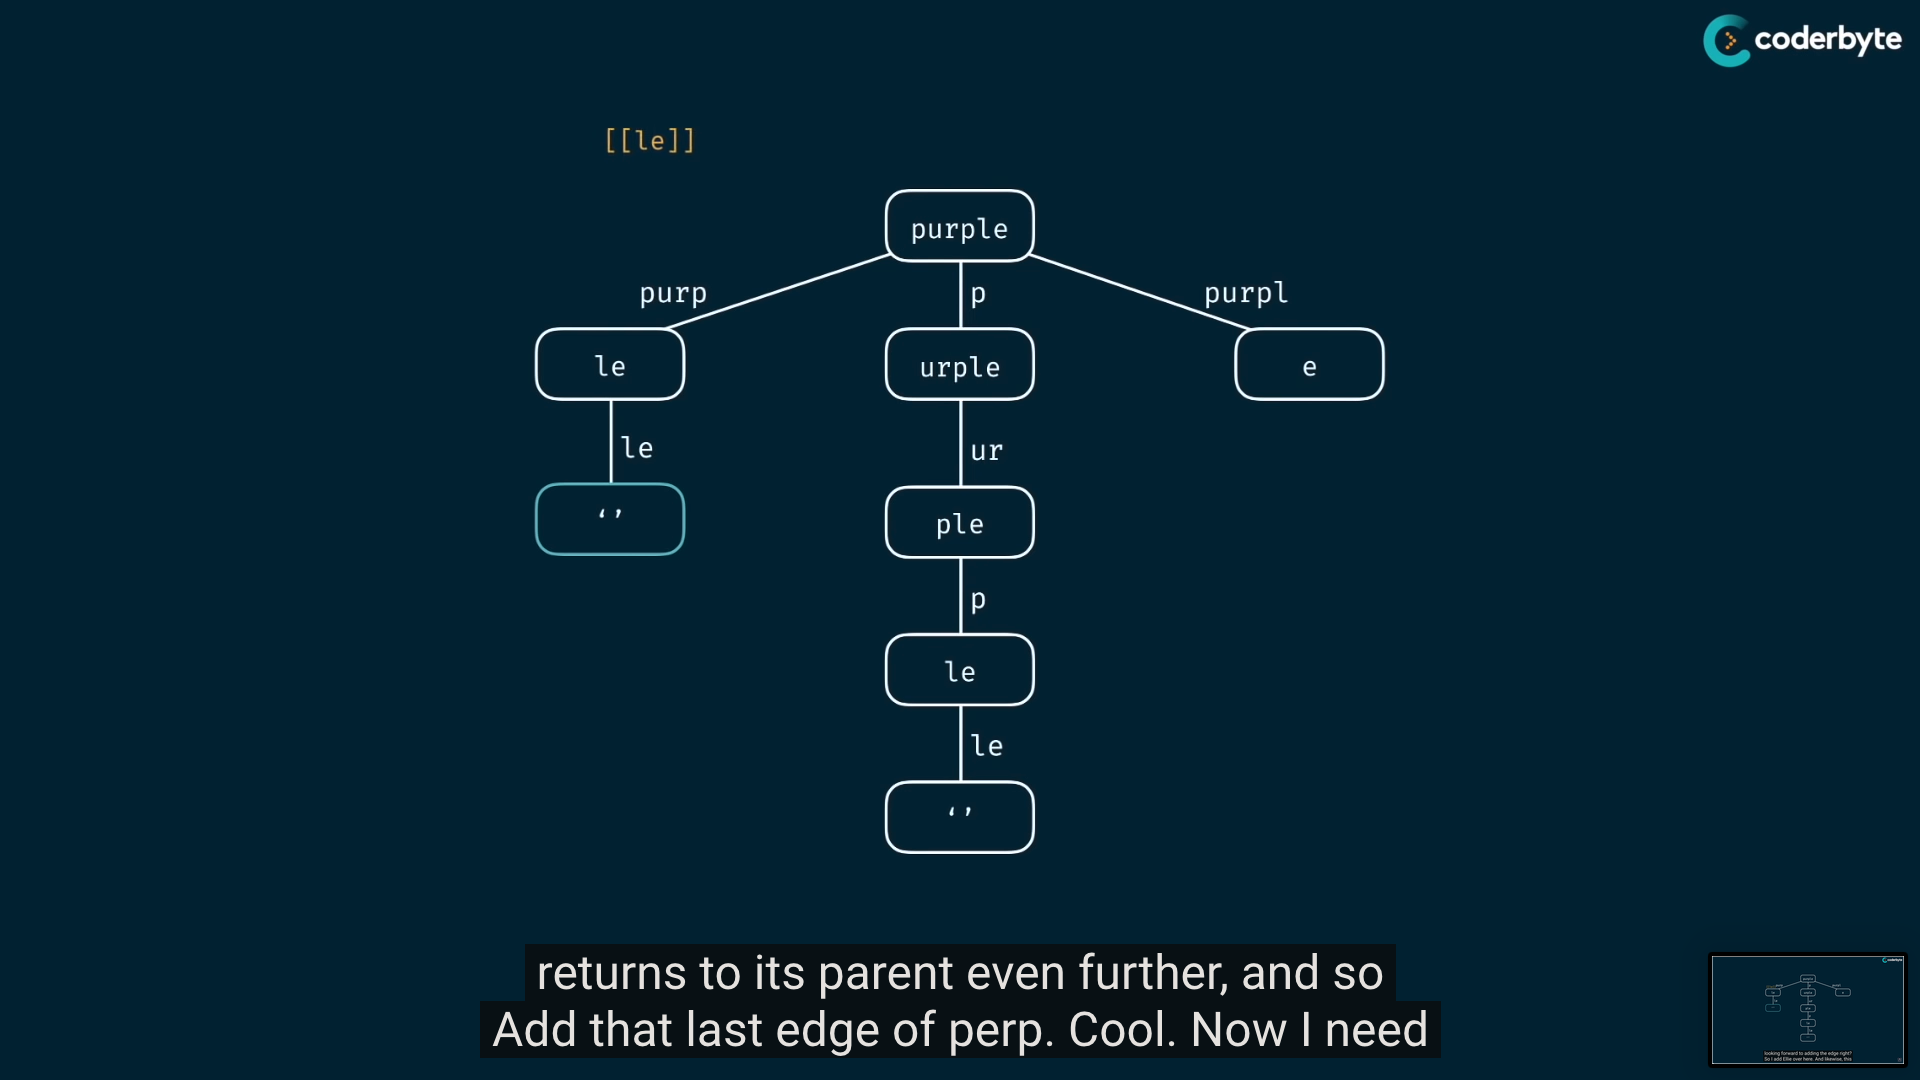 coderbyte
[[le]]
purple
purp
p
purpl
le
urple
e
le
ur
‘’
ple
p
le
le
‘’
returns to its parent even further, and so
Add that last edge of perp. Cool. Now I need